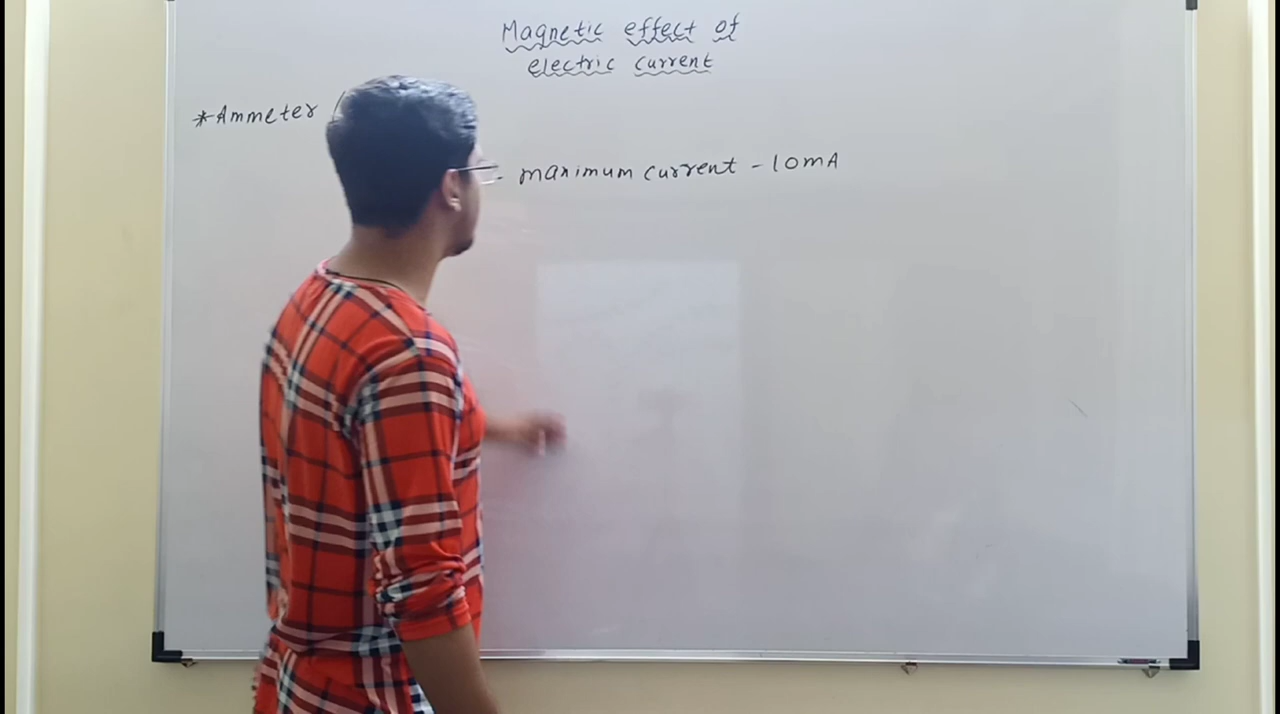 Magnetic effect of
electric current
*Ammeter (
- maximum current - 10mA